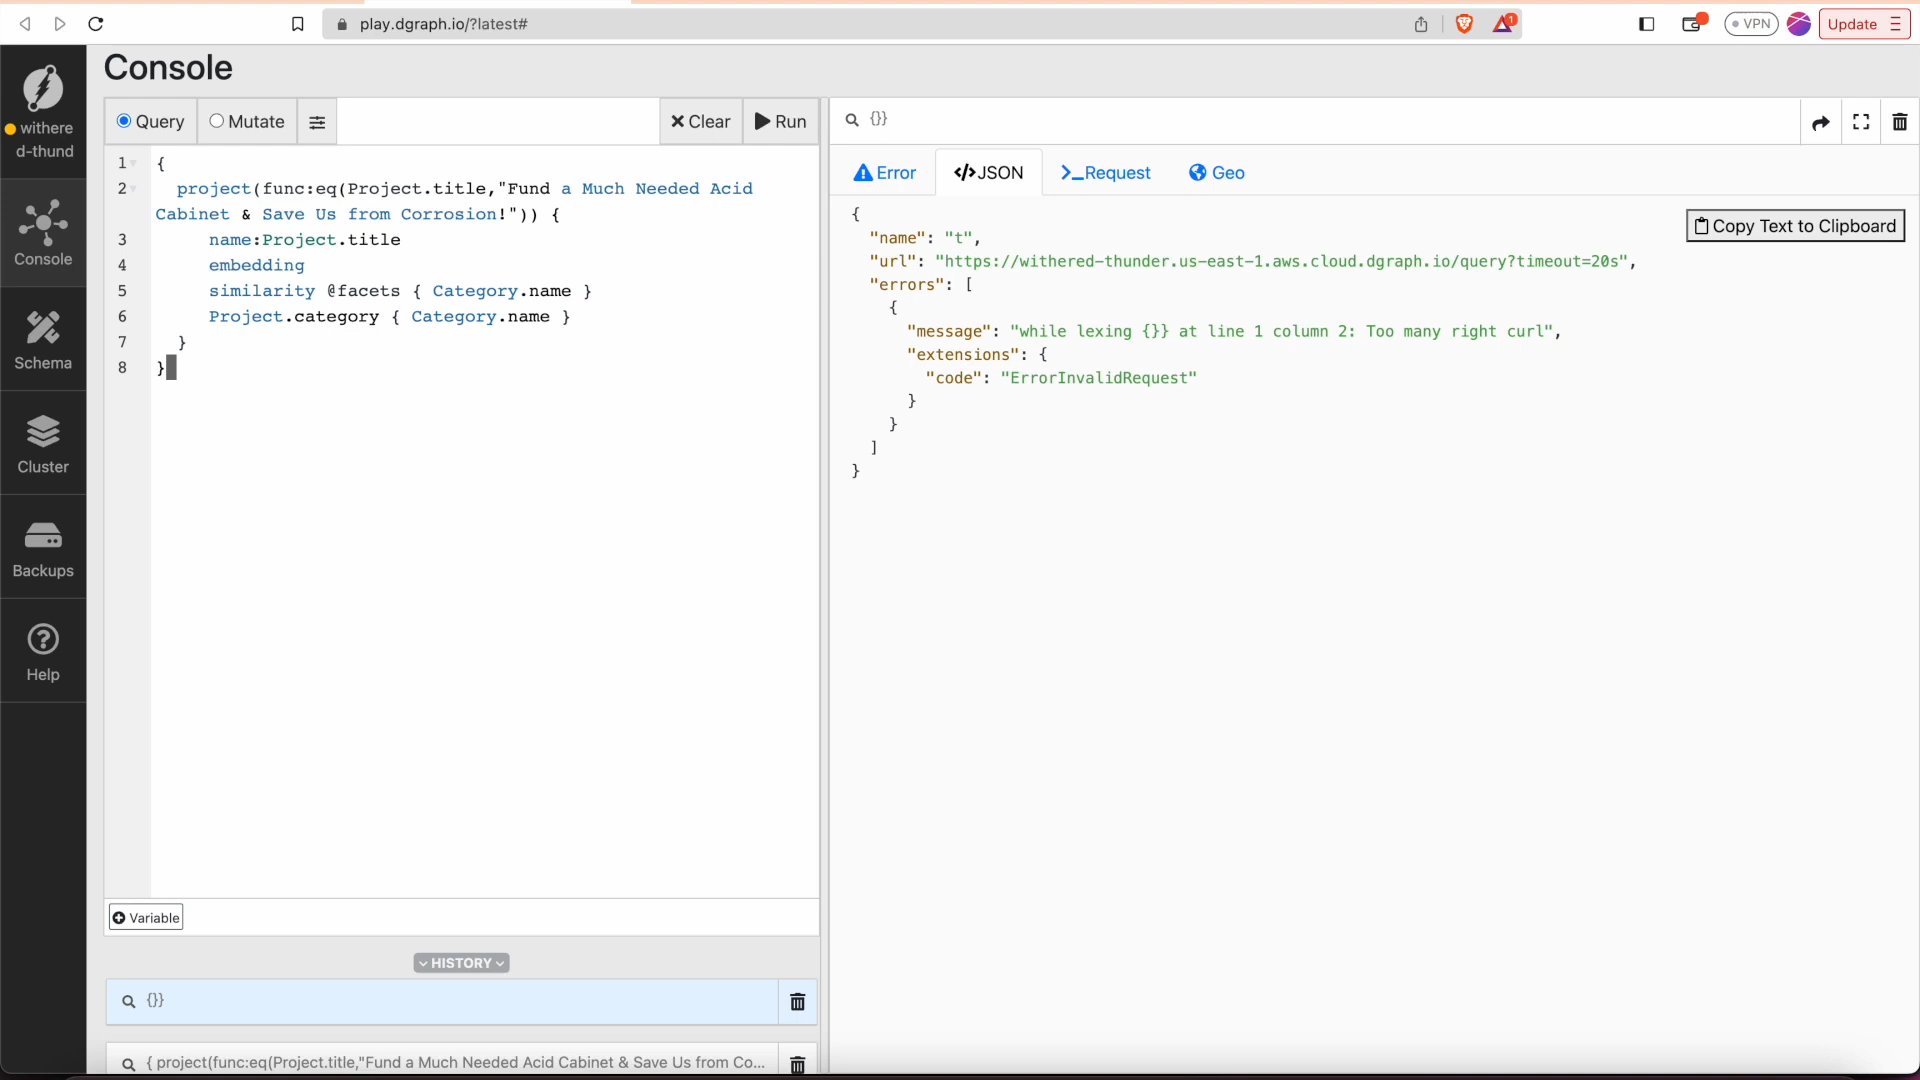 play.dgraph.io/?latest#
1
VPN
Update
Console
withere
d-thund
Console
Schema
Cluster
Backups
Help
Query
Mutate
Clear
Run
1 {
2 project(func:eq(Project.title,"Fund a Much Needed Acid
Cabinet & Save Us from Corrosion!")) {
3 name:Project.title
4 embedding
5 similarity @facets { Category.name }
6 Project.category { Category.name }
7 }
8 }
Variable
HISTORY
{}}
{ project(func:eq(Project.title,"Fund a Much Needed Acid Cabinet & Save Us from Co...
{}}
Error
</>JSON
>_Request
Geo
Copy Text to Clipboard
{
"name": "t",
"url": "https://withered-thunder.us-east-1.aws.cloud.dgraph.io/query?timeout=20s",
"errors": [
{
"message": "while lexing {}} at line 1 column 2: Too many right curl",
"extensions": {
"code": "ErrorInvalidRequest"
}
}
]
}